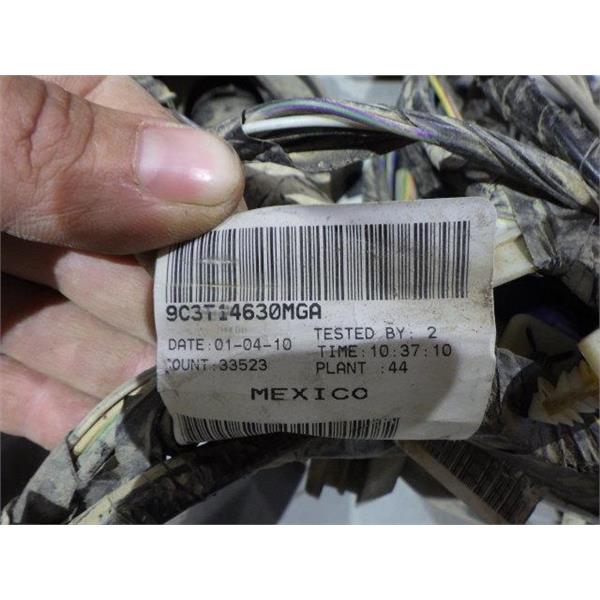 9C3T14630MGA
DATE:01-04-10 TESTED BY: 2
COUNT:33523 TIME:10:37:10
PLANT :44
MEXICO